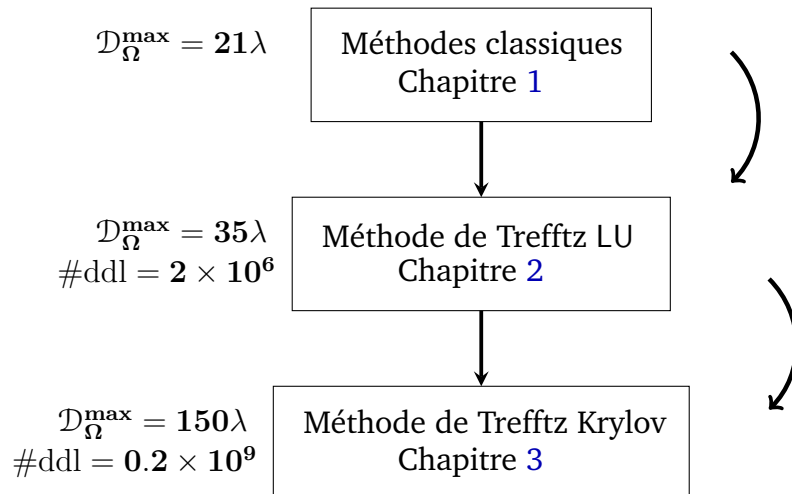 𝒟_Ω^max = 21λ
Méthodes classiques
Chapitre 1
𝒟_Ω^max = 35λ
#ddl = 2 × 10^6
Méthode de Trefftz LU
Chapitre 2
𝒟_Ω^max = 150λ
#ddl = 0.2 × 10^9
Méthode de Trefftz Krylov
Chapitre 3